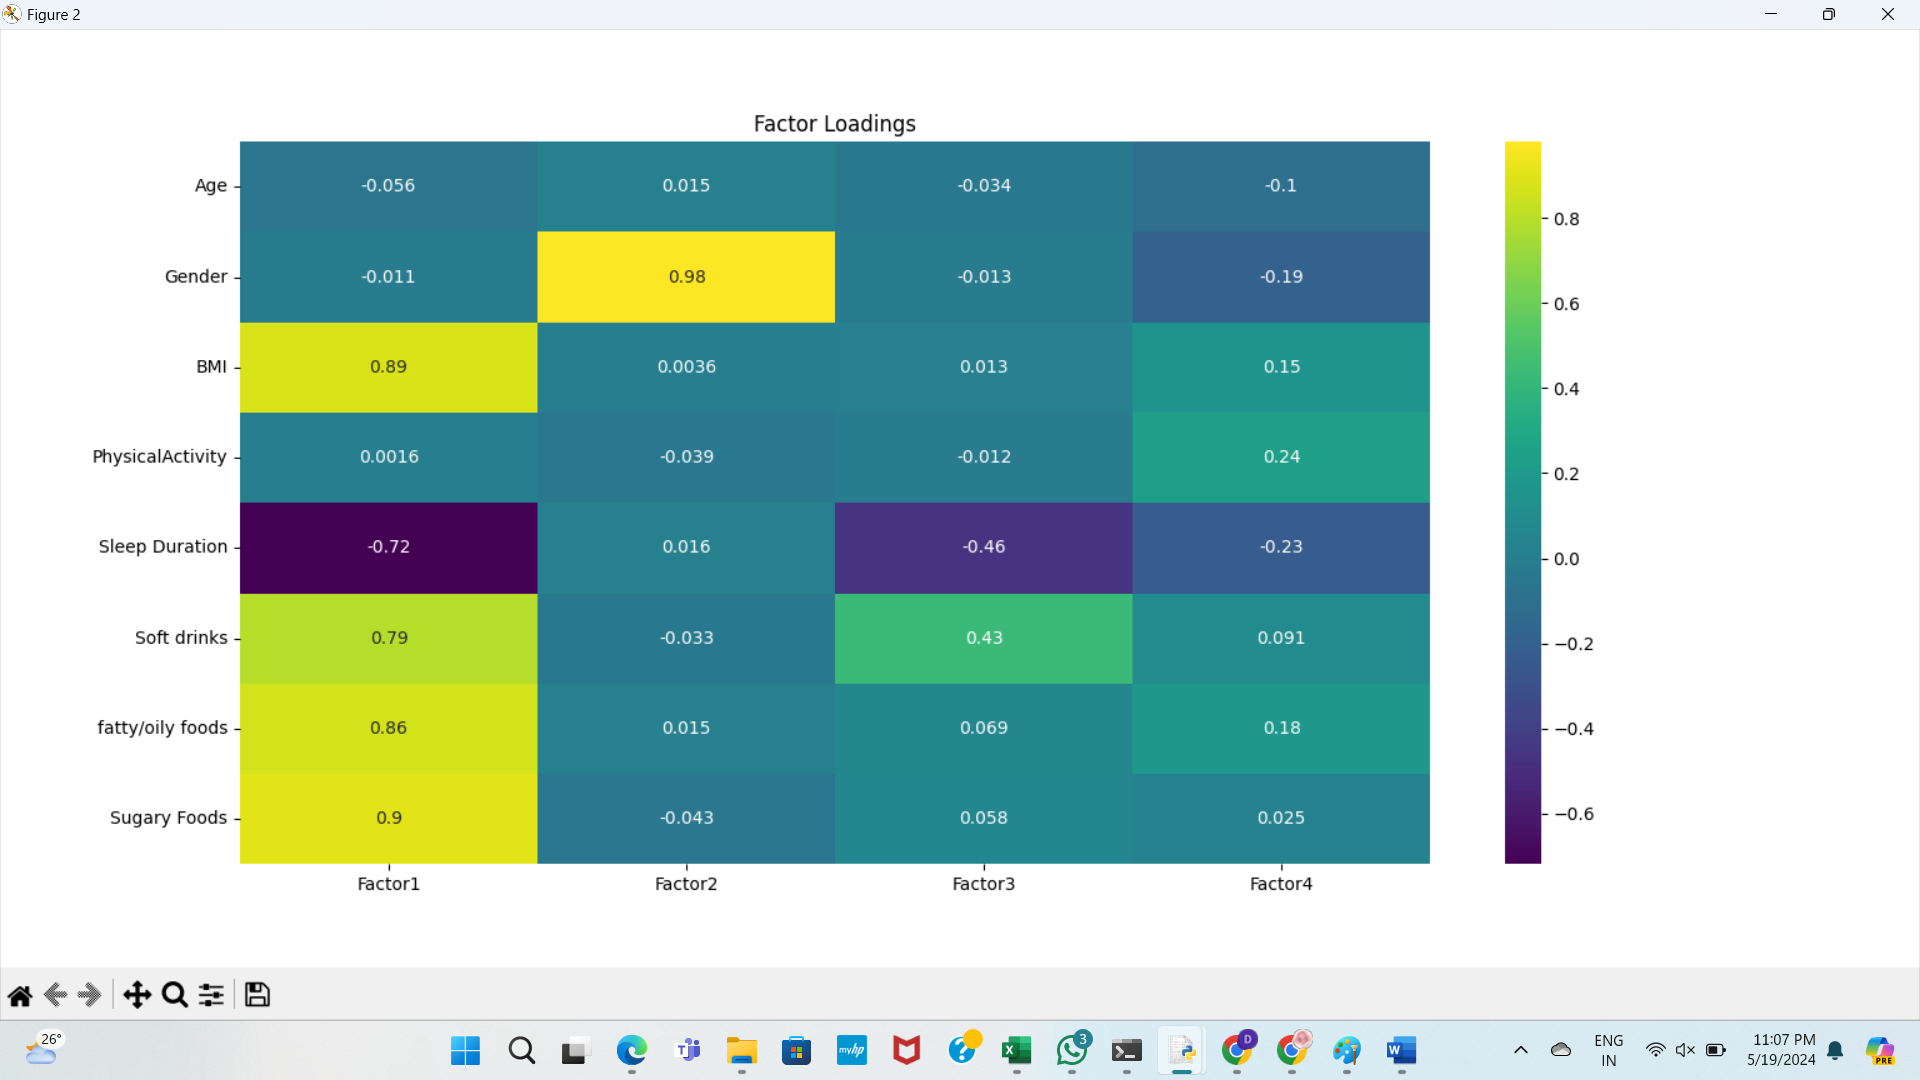 Figure 2
Factor Loadings
Age -0.056 0.015 -0.034 -0.1
Gender -0.011 0.98 -0.013 -0.19
BMI 0.89 0.0036 0.013 0.15
PhysicalActivity 0.0016 -0.039 -0.012 0.24
Sleep Duration -0.72 0.016 -0.46 -0.23
Soft drinks 0.79 -0.033 0.43 0.091
fatty/oily foods 0.86 0.015 0.069 0.18
Sugary Foods 0.9 -0.043 0.058 0.025
Factor1 Factor2 Factor3 Factor4
0.8
0.6
0.4
0.2
0.0
−0.2
−0.4
−0.6
26°
myhp
3
D
ENG
IN
11:07 PM
5/19/2024
PRE